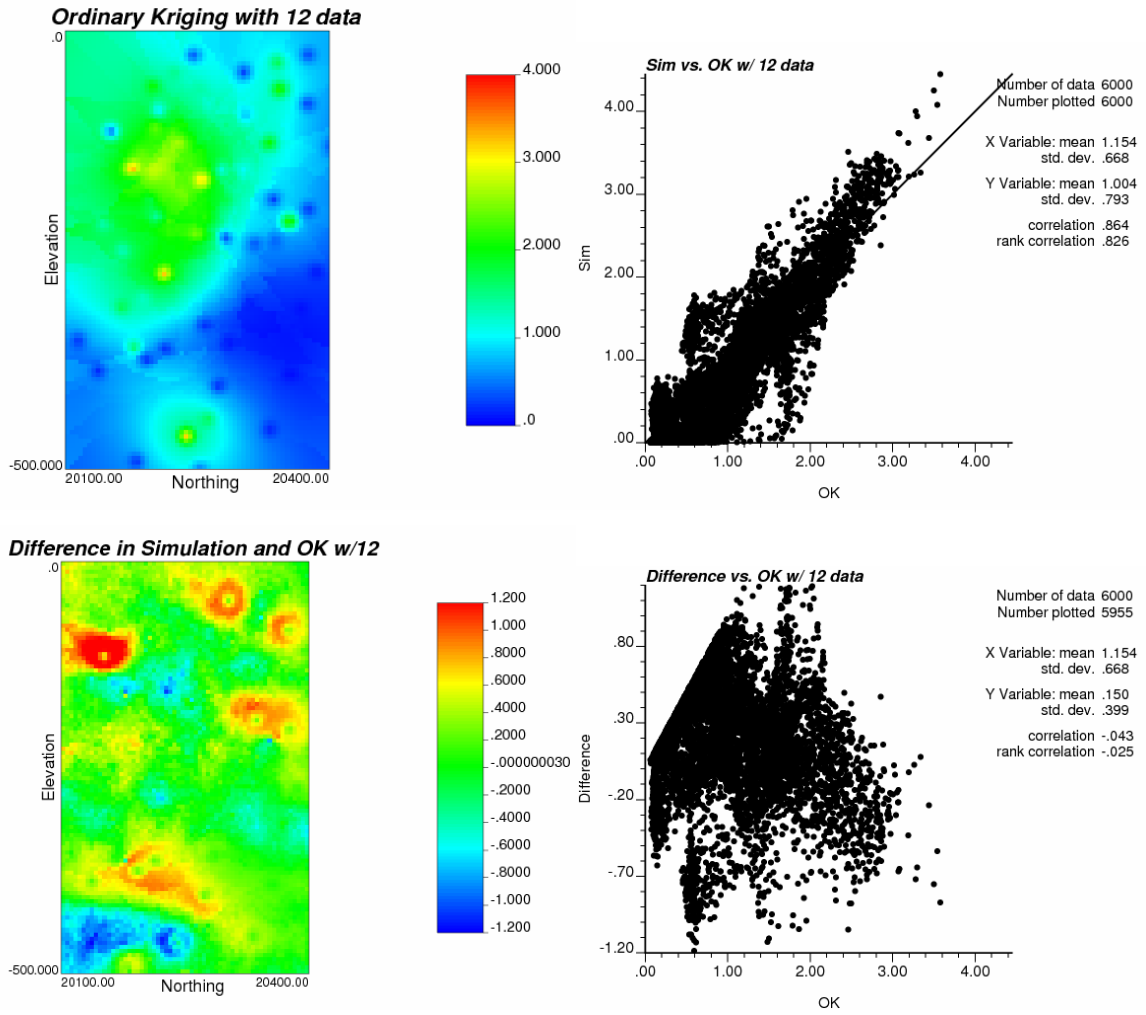 Ordinary Kriging with 12 data
.0
Elevation
-500.000
20100.00
Northing
20400.00
4.000
3.000
2.000
1.000
.0
Sim vs. OK w/ 12 data
Number of data 6000
Number plotted 6000
X Variable: mean 1.154
std. dev. .668
Y Variable: mean 1.004
std. dev. .793
correlation .864
rank correlation .826
Sim
4.00
3.00
2.00
1.00
.00
.00 1.00 2.00 3.00 4.00
OK
Difference in Simulation and OK w/12
.0
Elevation
-500.000
20100.00
Northing
20400.00
1.200
1.000
.8000
.6000
.4000
.2000
-.000000030
-.2000
-.4000
-.6000
-.8000
-1.000
-1.200
Difference vs. OK w/ 12 data
Number of data 6000
Number plotted 5955
X Variable: mean 1.154
std. dev. .668
Y Variable: mean .150
std. dev. .399
correlation -.043
rank correlation -.025
Difference
.80
.30
-.20
-.70
-1.20
.00 1.00 2.00 3.00 4.00
OK